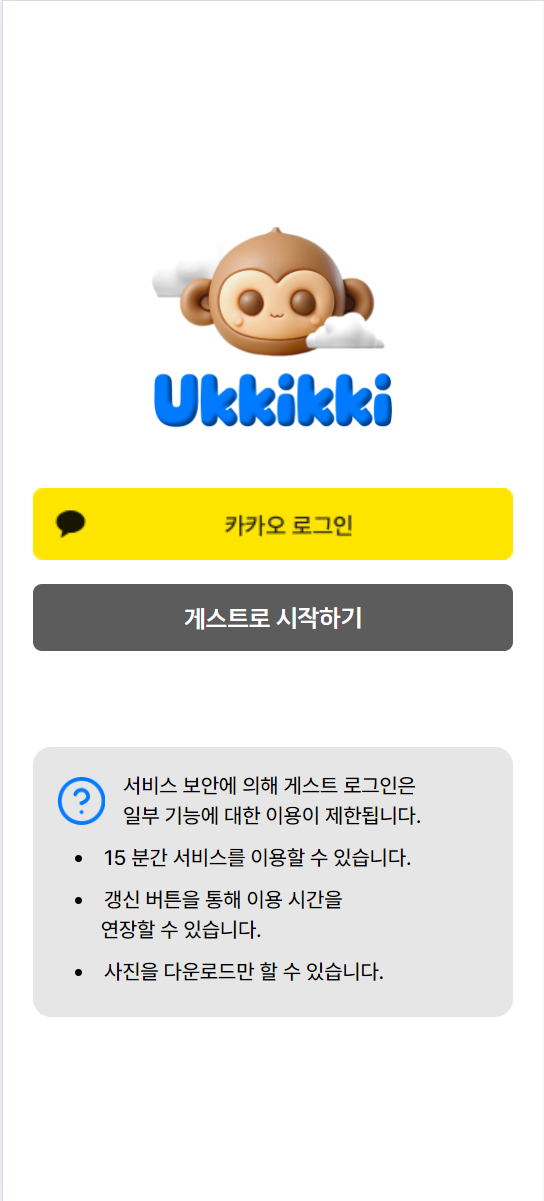 Ukkikki
카카오 로그인
게스트로 시작하기
서비스 보안에 의해 게스트 로그인은
일부 기능에 대한 이용이 제한됩니다.
• 15 분간 서비스를 이용할 수 있습니다.
• 갱신 버튼을 통해 이용 시간을
연장할 수 있습니다.
• 사진을 다운로드만 할 수 있습니다.